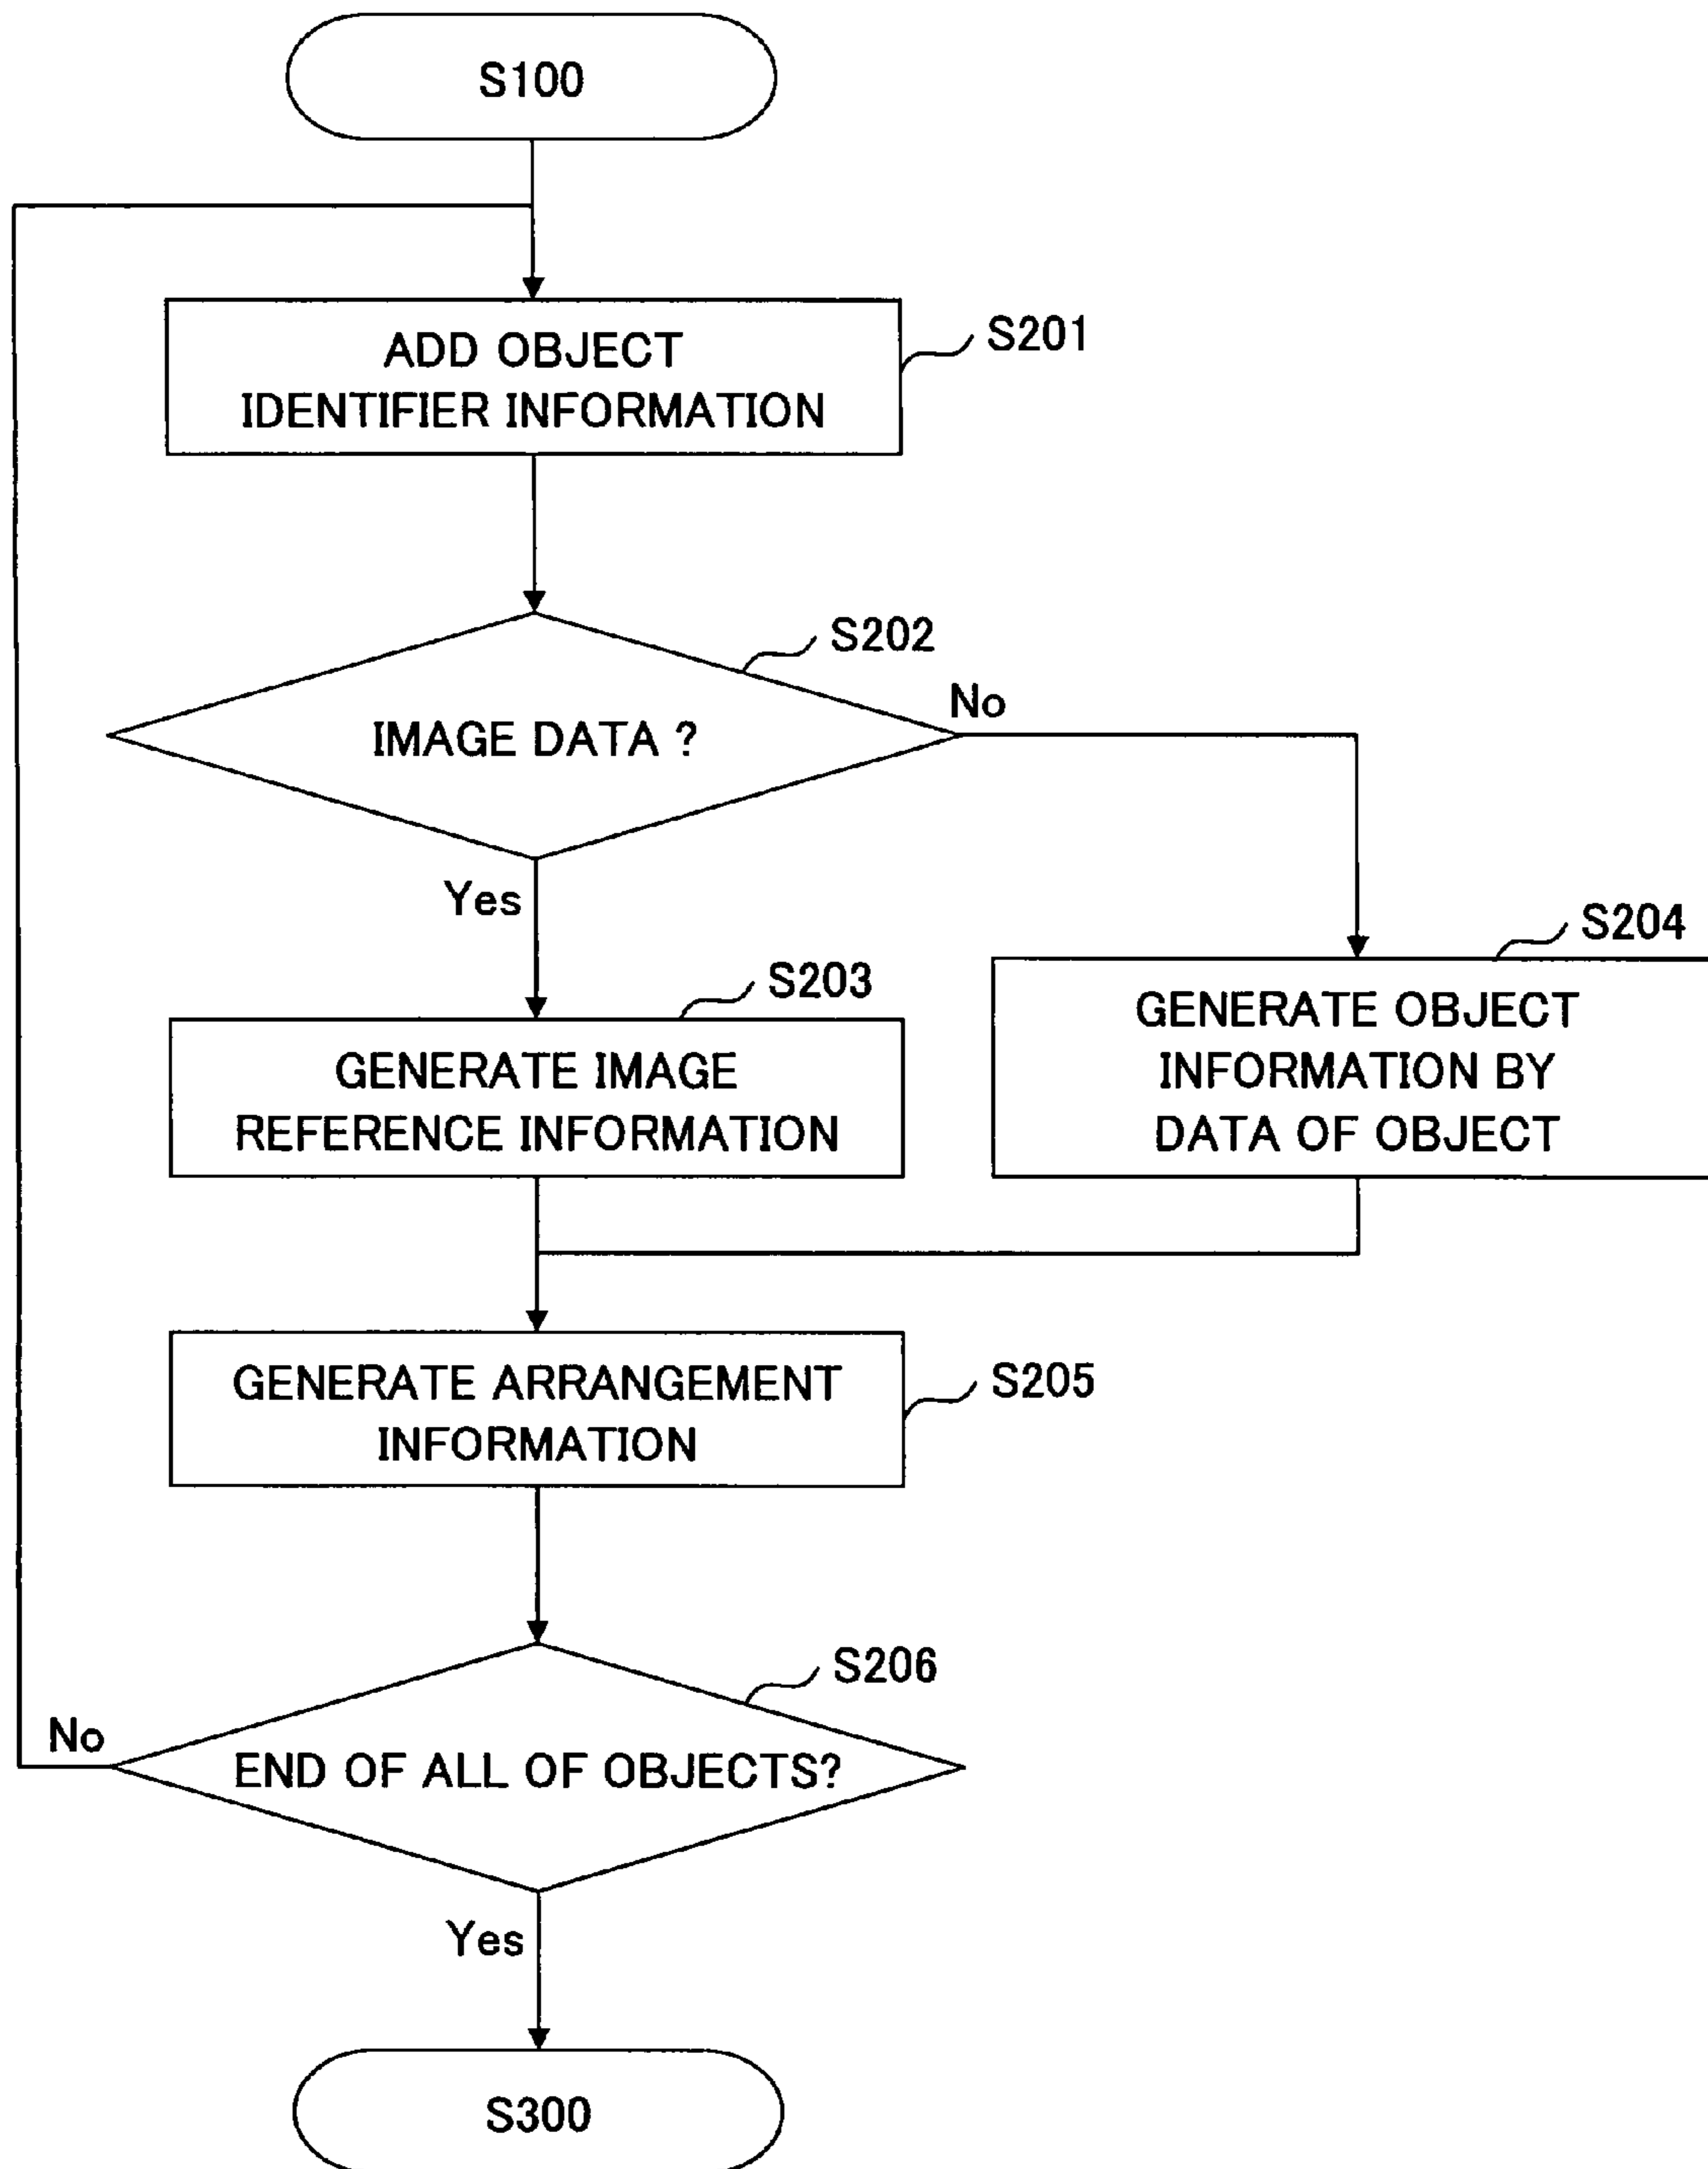 S100
ADD OBJECT
IDENTIFIER INFORMATION
S201
S202
IMAGE DATA ?
No
Yes
S203
GENERATE IMAGE
REFERENCE INFORMATION
S204
GENERATE OBJECT
INFORMATION BY
DATA OF OBJECT
GENERATE ARRANGEMENT
INFORMATION
S205
S206
END OF ALL OF OBJECTS?
No
Yes
S300